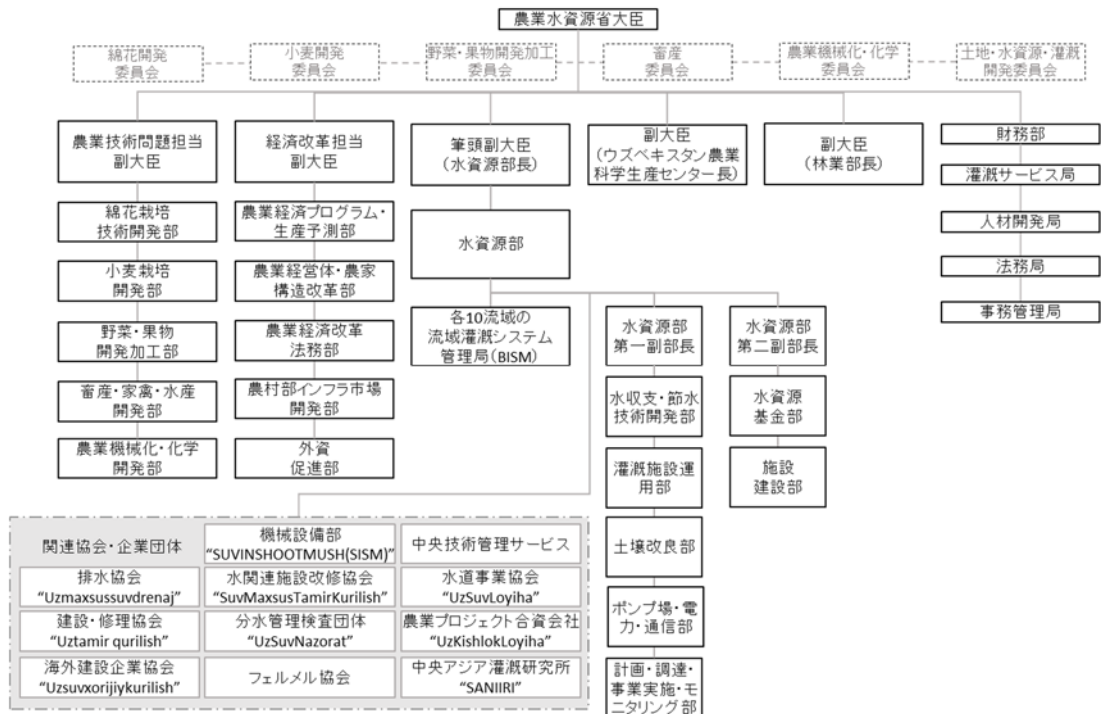 農業水資源省大臣
綿花開発
委員会
小麦開発
委員会
野菜・果物開発加工
委員会
畜産
委員会
農業機械化・化学
委員会
土地・水資源・灌漑
開発委員会
農業技術問題担当
副大臣
経済改革担当
副大臣
筆頭副大臣
(水資源部長)
副大臣
(ウズベキスタン農業
科学生産センター長)
副大臣
(林業部長)
財務部
灌漑サービス局
人材開発局
法務局
事務管理局
綿花栽培
技術開発部
小麦栽培
開発部
野菜・果物
開発加工部
畜産・家禽・水産
開発部
農業機械化・化学
開発部
農業経済プログラム・
生産予測部
農業経営体・農家
構造改革部
農業経済改革
法務部
農村部インフラ市場
開発部
外資
促進部
水資源部
各10流域の
流域灌漑システム
管理局(BISM)
水資源部
第一副部長
水収支・節水
技術開発部
灌漑施設運
用部
土壌改良部
ポンプ場・電
力・通信部
計画・調達・
事業実施・モ
ニタリング部
水資源部
第二副部長
水資源
基金部
施設
建設部
関連協会・企業団体
機械設備部
“SUVINSHOOTMUSH(SISM)”
中央技術管理サービス
排水協会
“Uzmaxsussuvdrenaj”
水関連施設改修協会
“SuvMaxsusTamirKurilish”
水道事業協会
“UzSuvLoyiha”
建設・修理協会
“Uztamir qurilish”
分水管理検査団体
“UzSuvNazorat”
農業プロジェクト合資会社
“UzKishlokLoyiha”
海外建設企業協会
“Uzsuvxorijiykurilish”
フェルメル協会
中央アジア灌漑研究所
“SANIIRI”